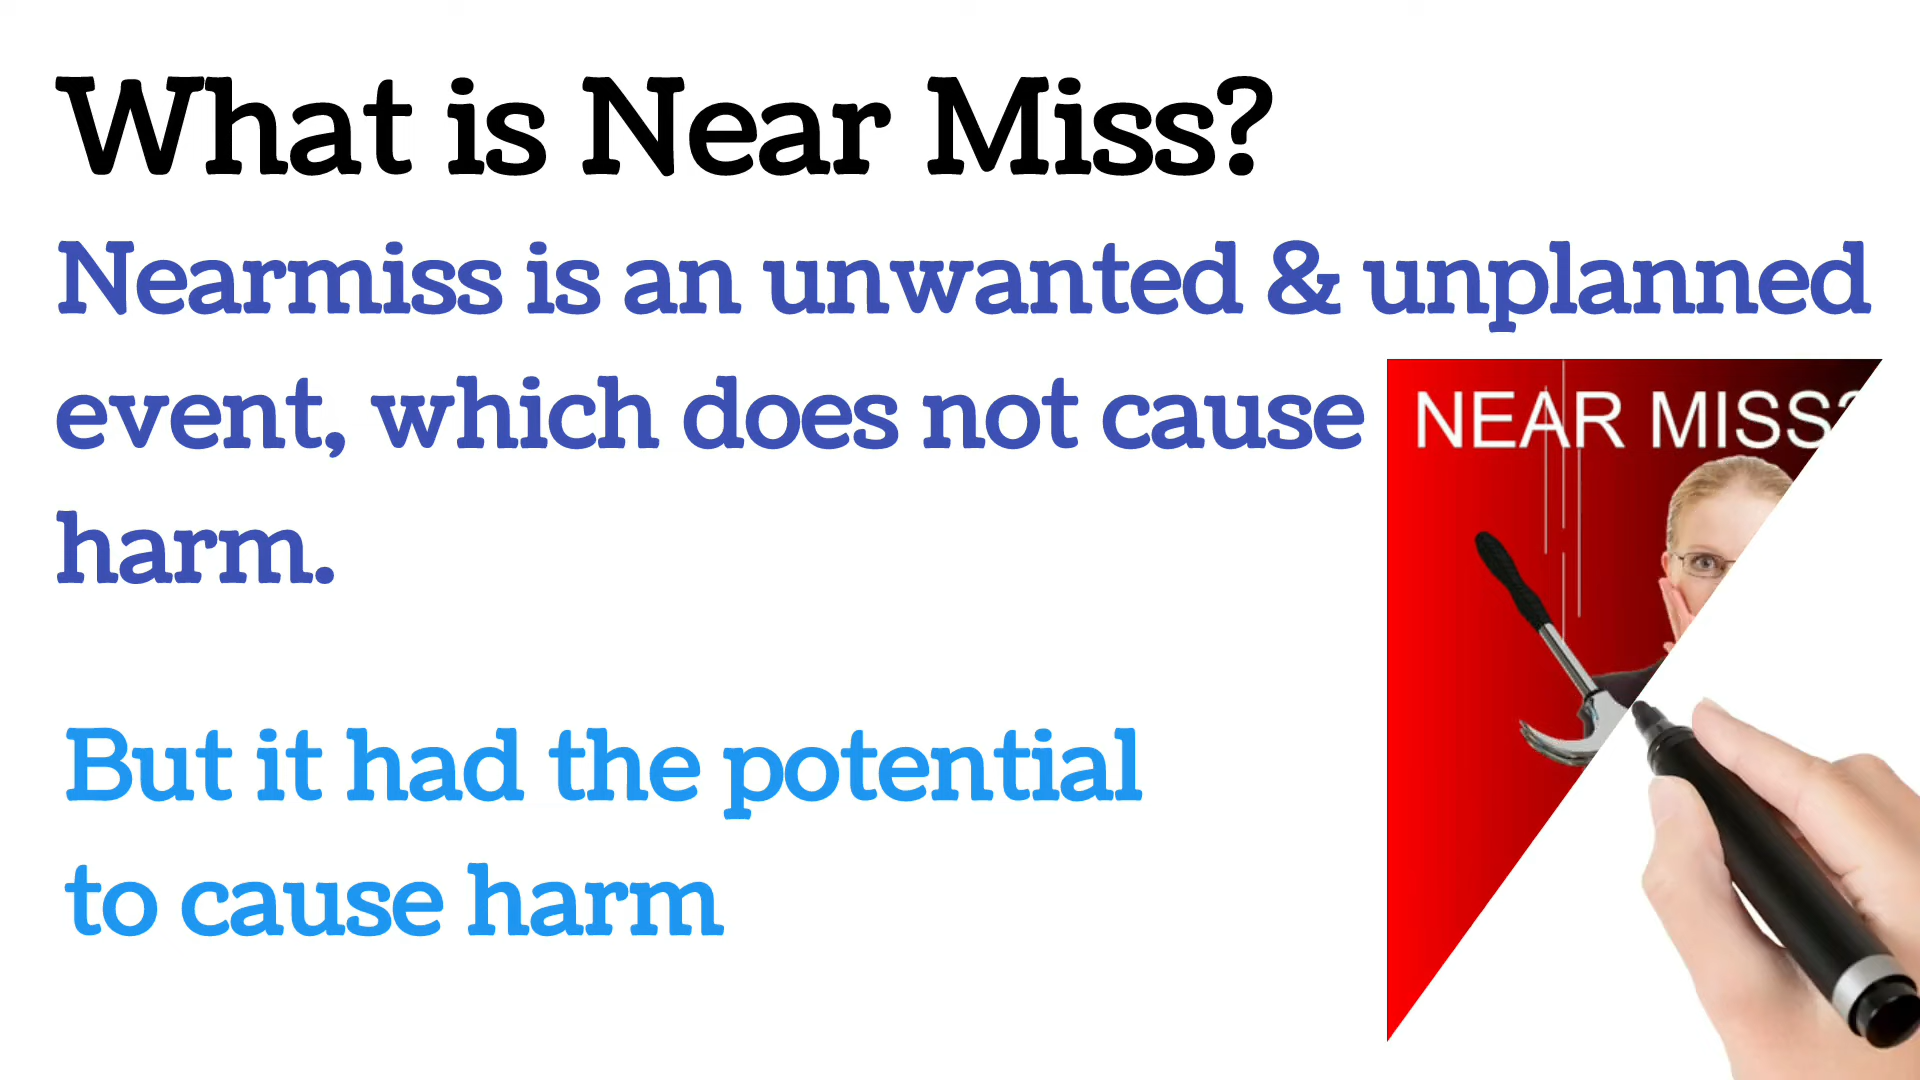 What is Near Miss?
Nearmiss is an unwanted & unplanned
event, which does not cause
harm.
NEAR MISS?
But it had the potential
to cause harm